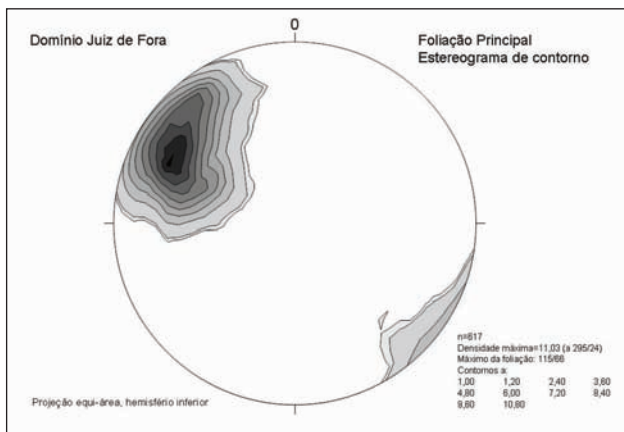 0
Domínio Juiz de Fora
Foliação Principal
Estereograma de contorno
n=617
Densidade máxima=11,03 (a 295/24)
Máximo da foliação: 115/66
Contornos a:
1,00 1,20 2,40 3,60
4,80 6,00 7,20 8,40
9,60 10,80
Projeção equi-área, hemisfério inferior